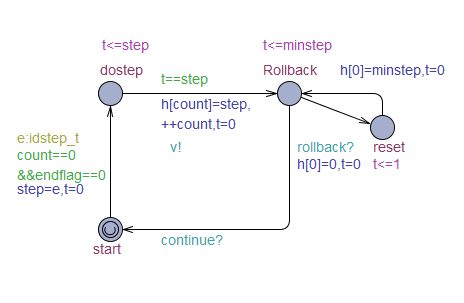 t<=step
t<=minstep
dostep
Rollback
t==step
h[0]=minstep,t=0
h[count]=step,
++count,t=0
v!
e:idstep_t
count==0
&&endflag==0
step=e,t=0
rollback?
h[0]=0,t=0
reset
t<=1
start
continue?